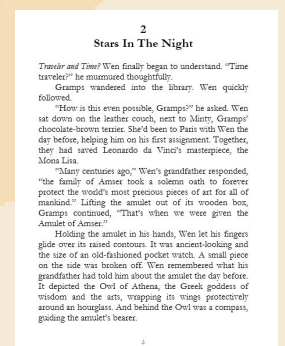 2
Stars In The Night
Traveler and Time? Wen finally began to understand. “Time
traveler?” he murmured thoughtfully.
Gramps wandered into the library. Wen quickly
followed.
“How is this even possible, Gramps?” he asked. Wen
sat down on the leather couch, next to Minty, Gramps’
chocolate-brown terrier. She’d been to Paris with Wen the
day before, helping him on his first assignment. Together,
they had saved Leonardo da Vinci’s masterpiece, the
Mona Lisa.
“Many centuries ago,” Wen’s grandfather responded,
“the family of Amser took a solemn oath to forever
protect the world’s most precious pieces of art for all of
mankind.” Lifting the amulet out of its wooden box,
Gramps continued, “That’s when we were given the
Amulet of Amser.”
Holding the amulet in his hands, Wen let his fingers
glide over its raised contours. It was ancient-looking and
the size of an old-fashioned pocket watch. A small piece
on the side was broken off. Wen remembered what his
grandfather had told him about the amulet the day before.
It depicted the Owl of Athena, the Greek goddess of
wisdom and the arts, wrapping its wings protectively
around an hourglass. And behind the Owl was a compass,
guiding the amulet’s bearer.
4